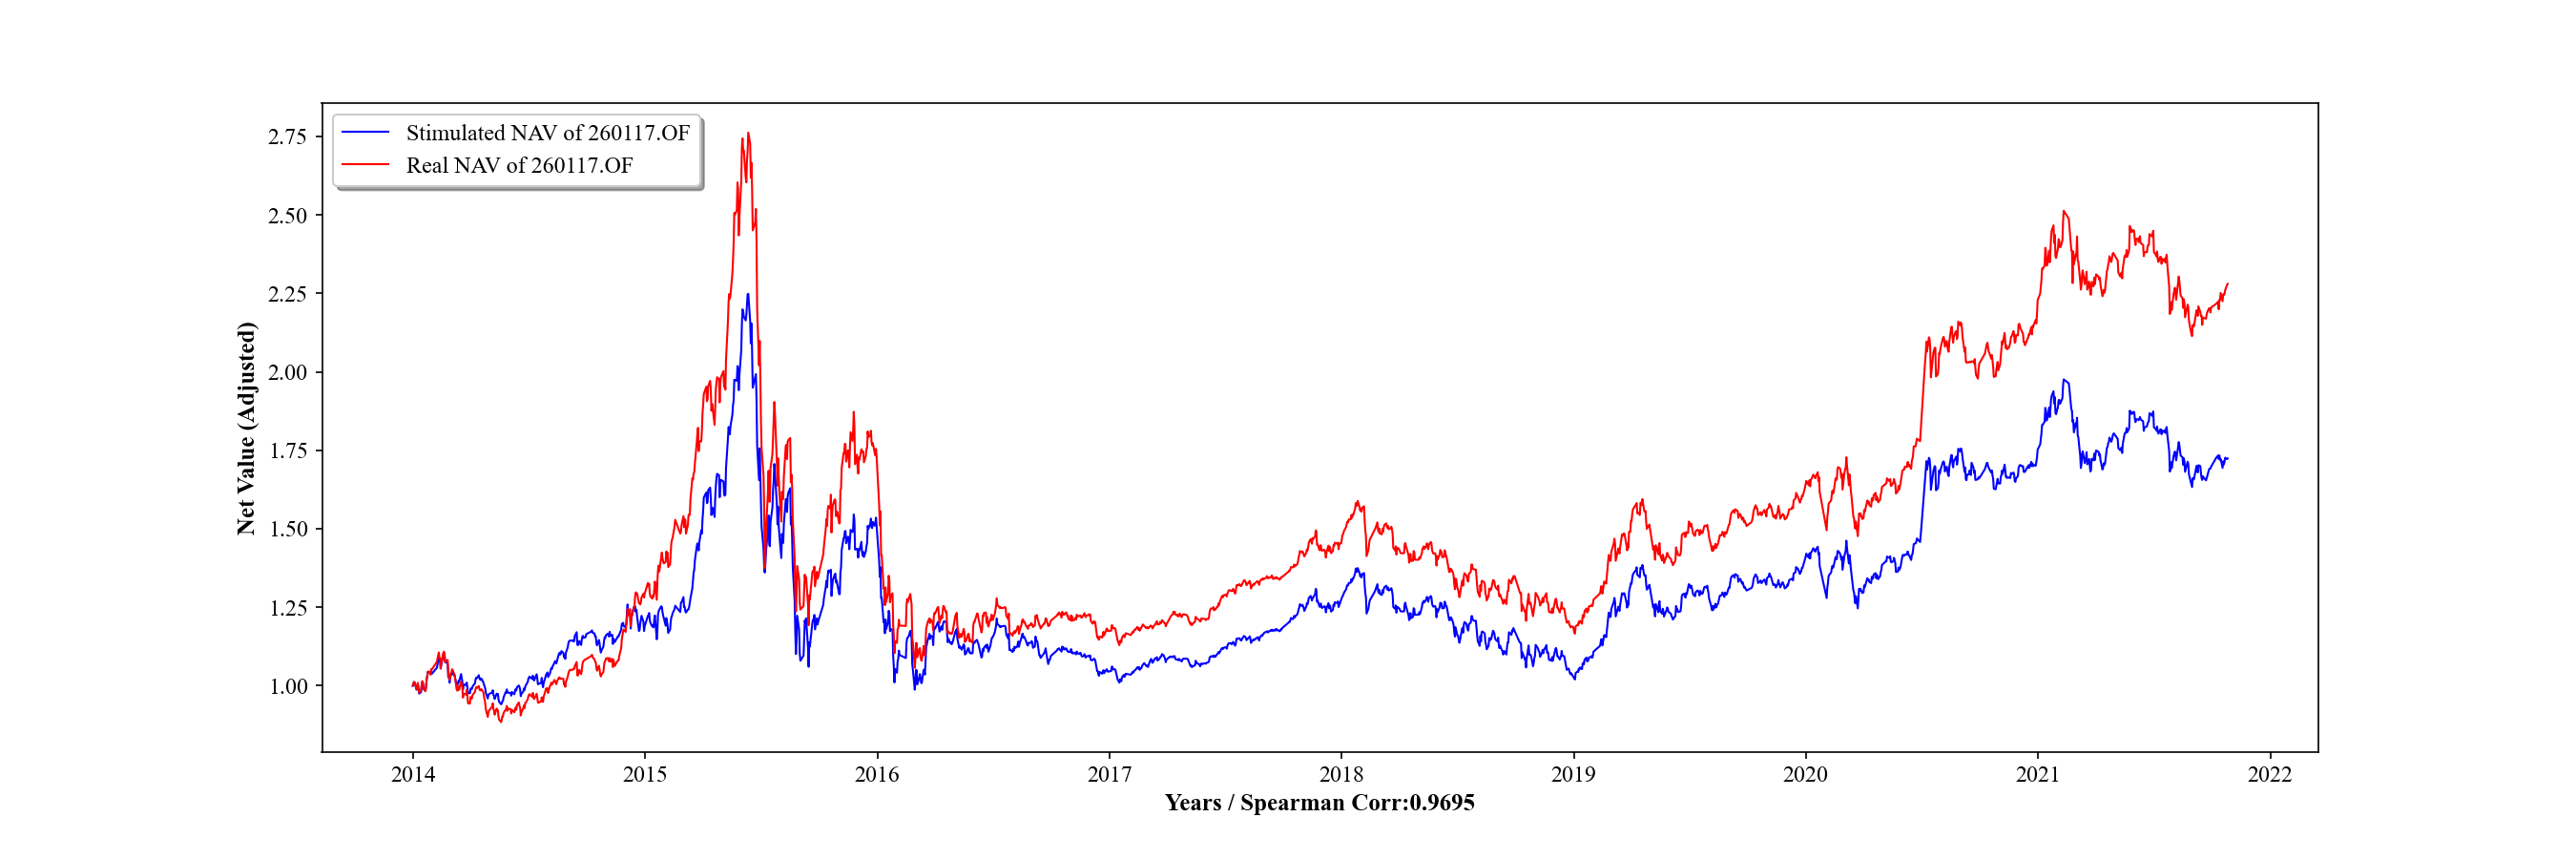 Stimulated NAV of 260117.OF
Real NAV of 260117.OF
Net Value (Adjusted)
2.75
2.50
2.25
2.00
1.75
1.50
1.25
1.00
2014 2015 2016 2017 2018 2019 2020 2021 2022
Years / Spearman Corr:0.9695